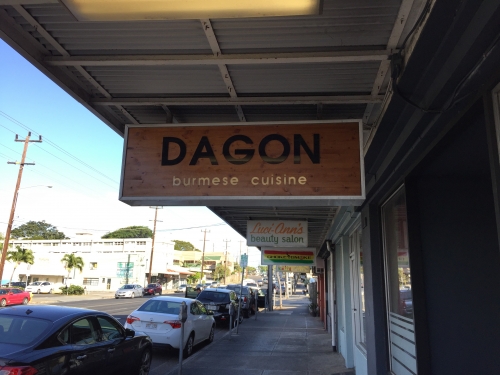 DAGON
burmese cuisine
Luci-Ann's
beauty salon